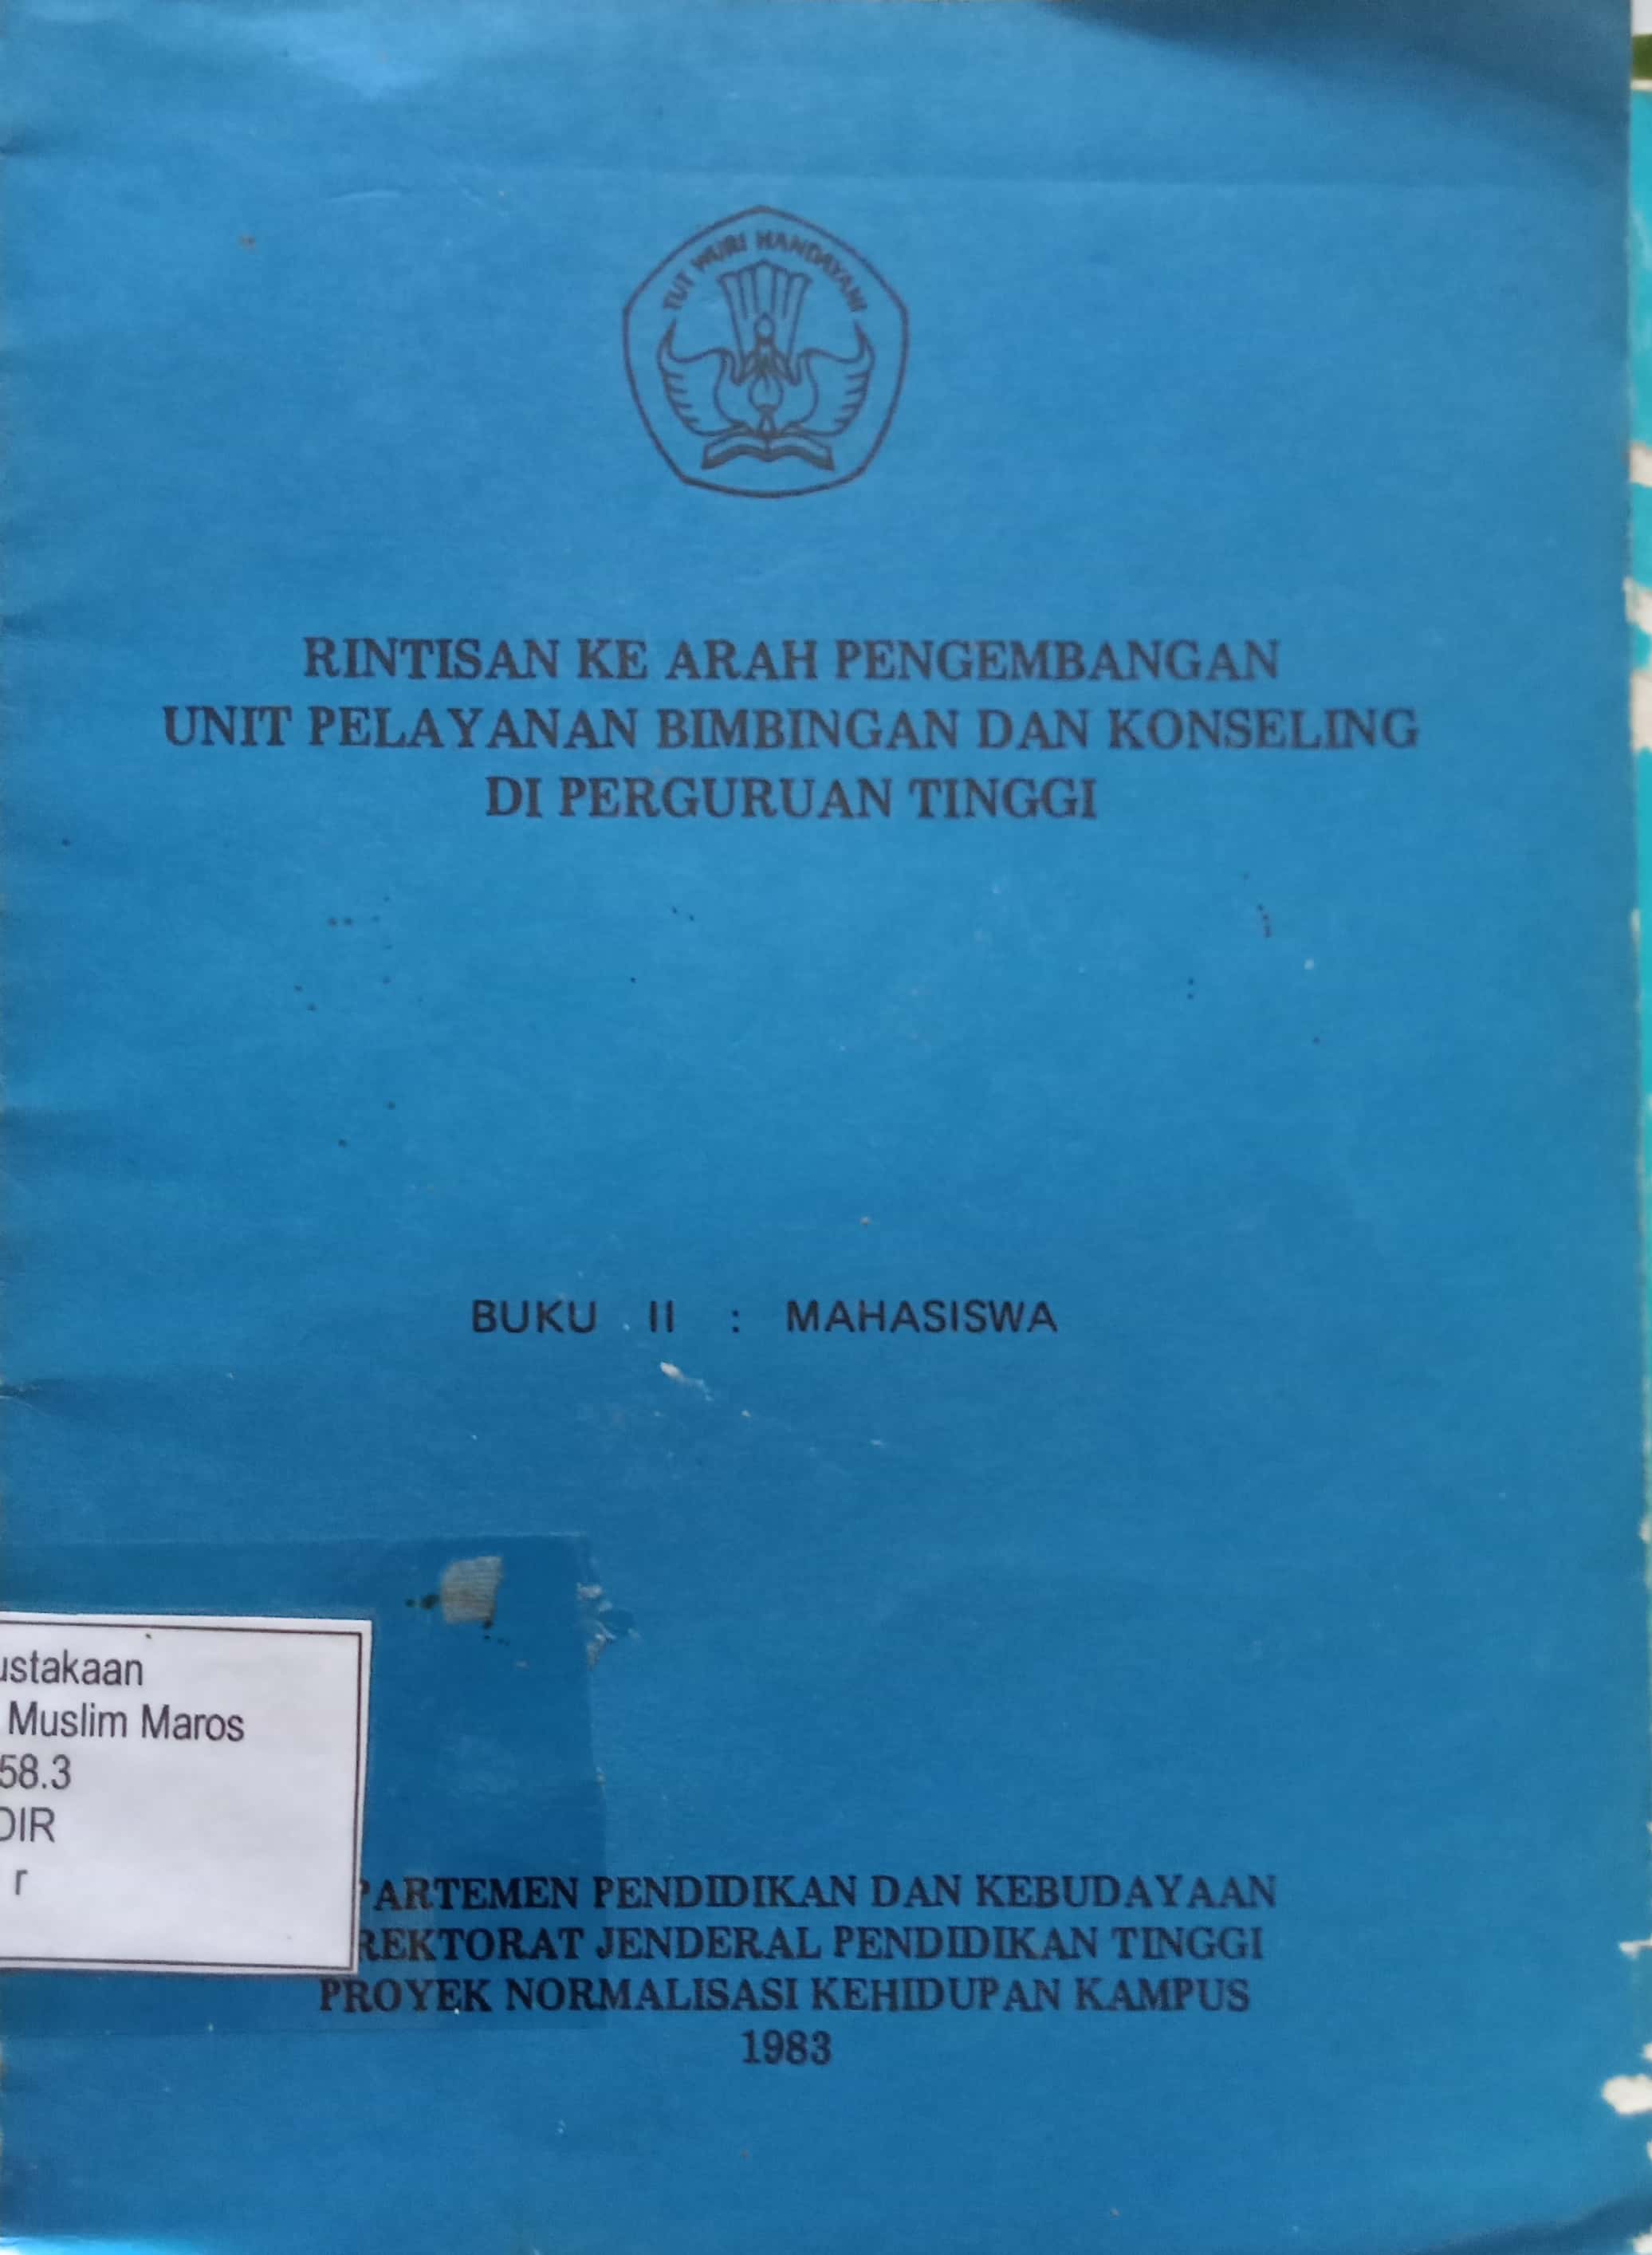 TUT WURI HANDAYANI
RINTISAN KE ARAH PENGEMBANGAN
UNIT PELAYANAN BIMBINGAN DAN KONSELING
DI PERGURUAN TINGGI
BUKU II : MAHASISWA
ustakaan
Muslim Maros
58.3
DIR
r
PARTEMEN PENDIDIKAN DAN KEBUDAYAAN
REKTORAT JENDERAL PENDIDIKAN TINGGI
PROYEK NORMALISASI KEHIDUPAN KAMPUS
1983